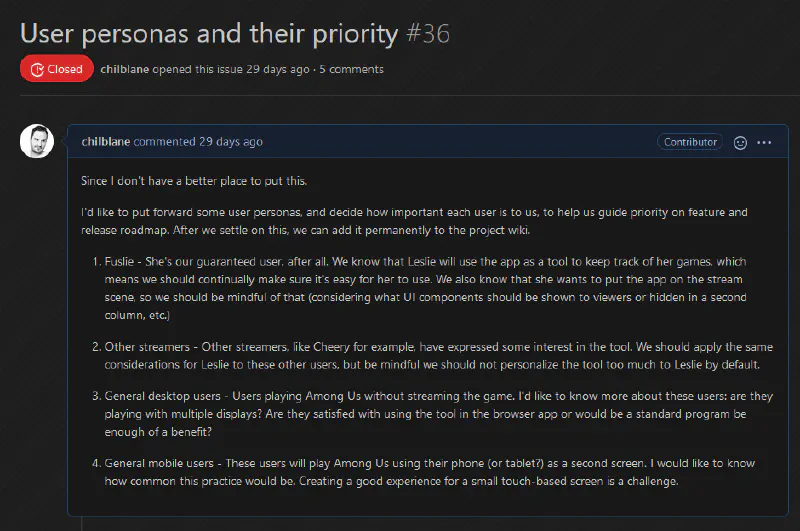 User personas and their priority #36
Closed chilblane opened this issue 29 days ago · 5 comments
chilblane commented 29 days ago Contributor
Since I don't have a better place to put this.
I'd like to put forward some user personas, and decide how important each user is to us, to help us guide priority on feature and
release roadmap. After we settle on this, we can add it permanently to the project wiki.
1. Fuslie - She's our guaranteed user, after all. We know that Leslie will use the app as a tool to keep track of her games, which
means we should continually make sure it's easy for her to use. We also know that she wants to put the app on the stream
scene, so we should be mindful of that (considering what UI components should be shown to viewers or hidden in a second
column, etc.)
2. Other streamers - Other streamers, like Cheery for example, have expressed some interest in the tool. We should apply the same
considerations for Leslie to these other users, but be mindful we should not personalize the tool too much to Leslie by default.
3. General desktop users - Users playing Among Us without streaming the game. I'd like to know more about these users: are they
playing with multiple displays? Are they satisfied with using the tool in the browser app or would be a standard program be
enough of a benefit?
4. General mobile users - These users will play Among Us using their phone (or tablet?) as a second screen. I would like to know
how common this practice would be. Creating a good experience for a small touch-based screen is a challenge.